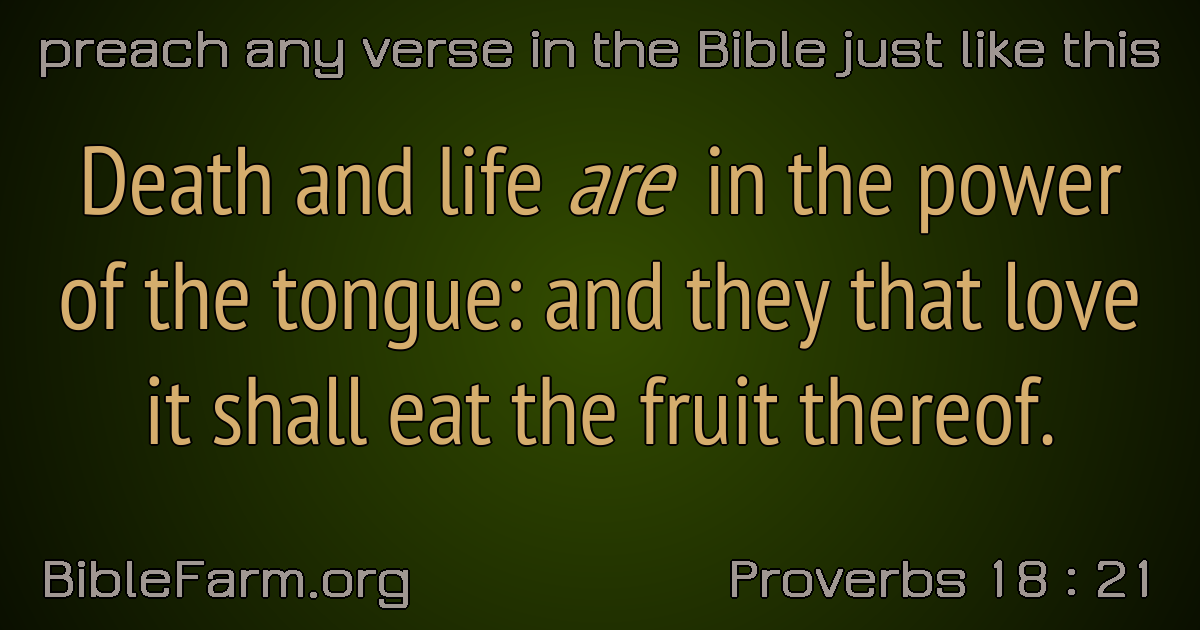 preach any verse in the Bible just like this
Death and life are in the power
of the tongue: and they that love
it shall eat the fruit thereof.
BibleFarm.org
Proverbs 18 : 21